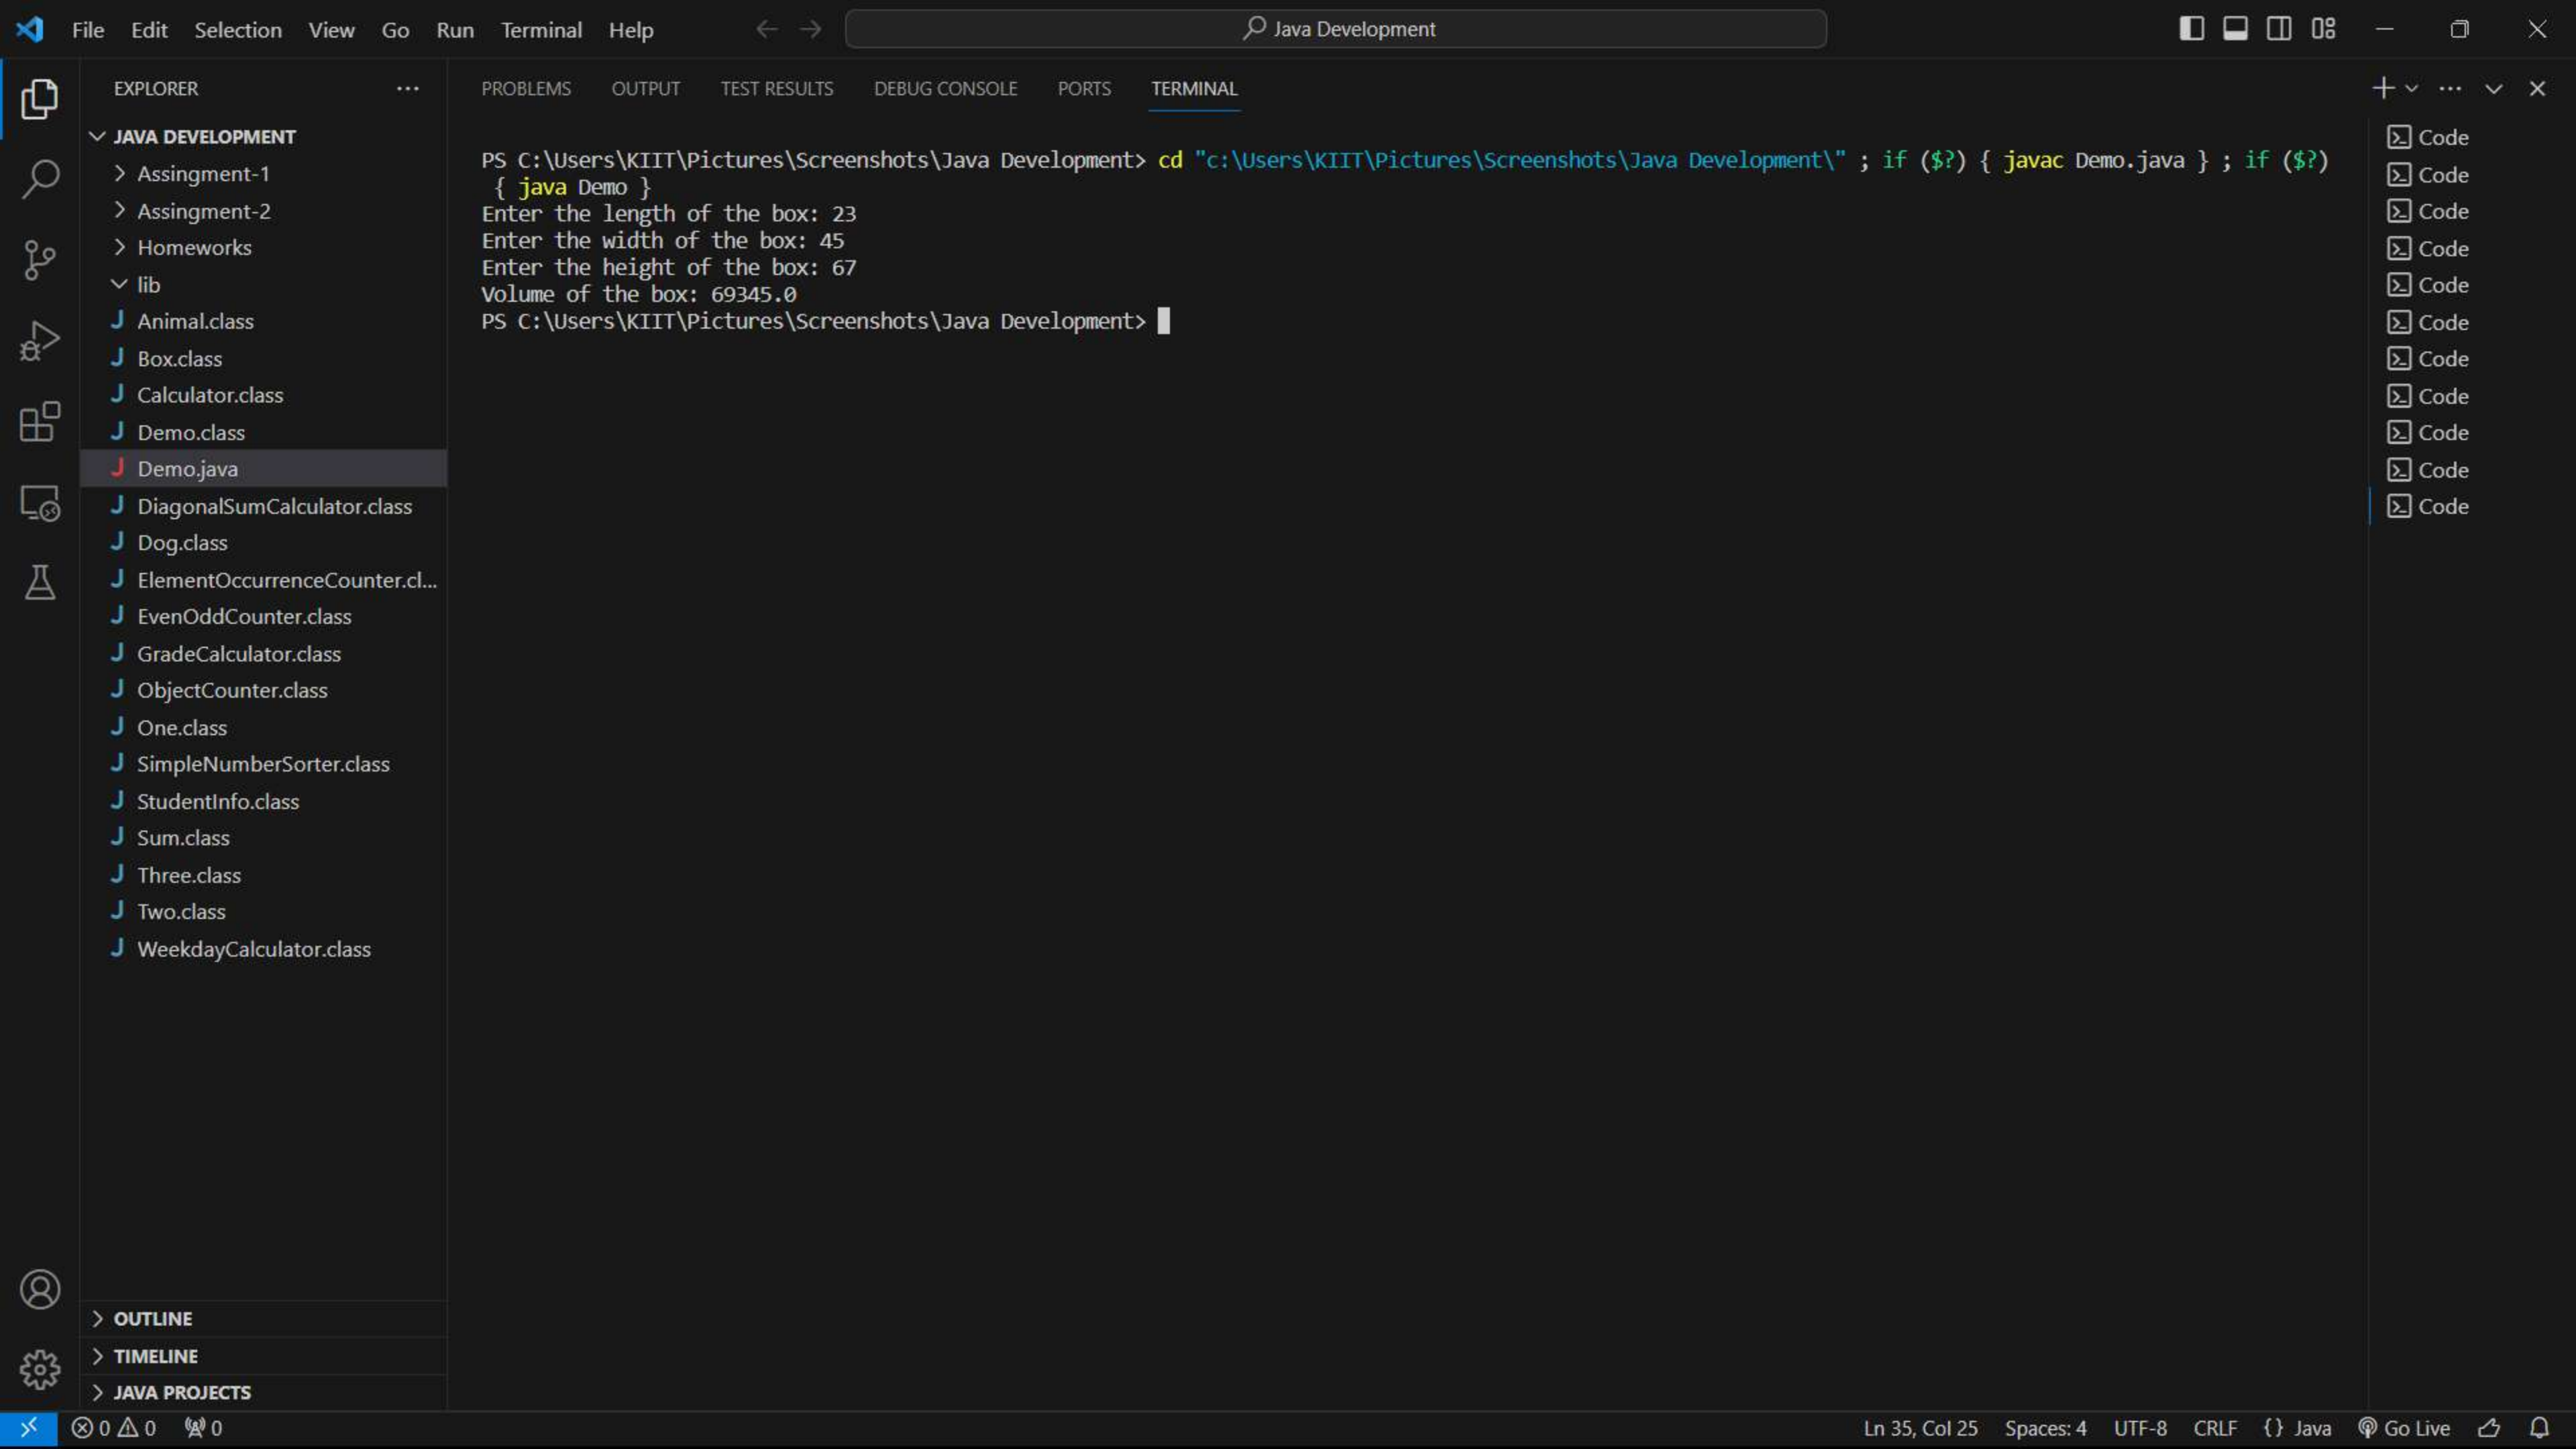 File Edit Selection View Go Run Terminal Help
Java Development
EXPLORER
JAVA DEVELOPMENT
Assingment-1
Assingment-2
Homeworks
lib
Animal.class
Box.class
Calculator.class
Demo.class
Demo.java
DiagonalSumCalculator.class
Dog.class
ElementOccurrenceCounter.cl...
EvenOddCounter.class
GradeCalculator.class
ObjectCounter.class
One.class
SimpleNumberSorter.class
StudentInfo.class
Sum.class
Three.class
Two.class
WeekdayCalculator.class
OUTLINE
TIMELINE
JAVA PROJECTS
PROBLEMS OUTPUT TEST RESULTS DEBUG CONSOLE PORTS TERMINAL
PS C:\Users\KIIT\Pictures\Screenshots\Java Development> cd "c:\Users\KIIT\Pictures\Screenshots\Java Development\" ; if ($?) { javac Demo.java } ; if ($?)
{ java Demo }
Enter the length of the box: 23
Enter the width of the box: 45
Enter the height of the box: 67
Volume of the box: 69345.0
PS C:\Users\KIIT\Pictures\Screenshots\Java Development>
Code
Code
Code
Code
Code
Code
Code
Code
Code
Code
Code
0 0 0 Ln 35, Col 25 Spaces: 4 UTF-8 CRLF {} Java Go Live